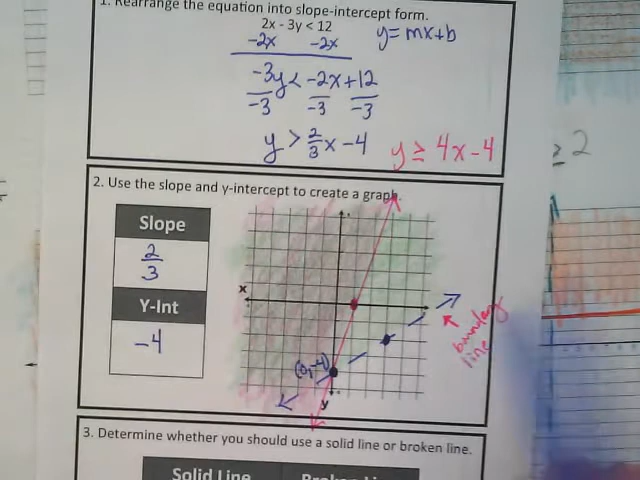 1. Rearrange the equation into slope-intercept form.
2x - 3y < 12
y = mx+b
-2x -2x
-3y < -2x+12
-3 -3 -3
y > 2/3 x - 4
y ≥ 4x-4
≥ 2
2. Use the slope and y-intercept to create a graph.
Slope
2/3
Y-Int
-4
x
(0,-4)
y
boundary
line
3. Determine whether you should use a solid line or broken line.
Solid Line